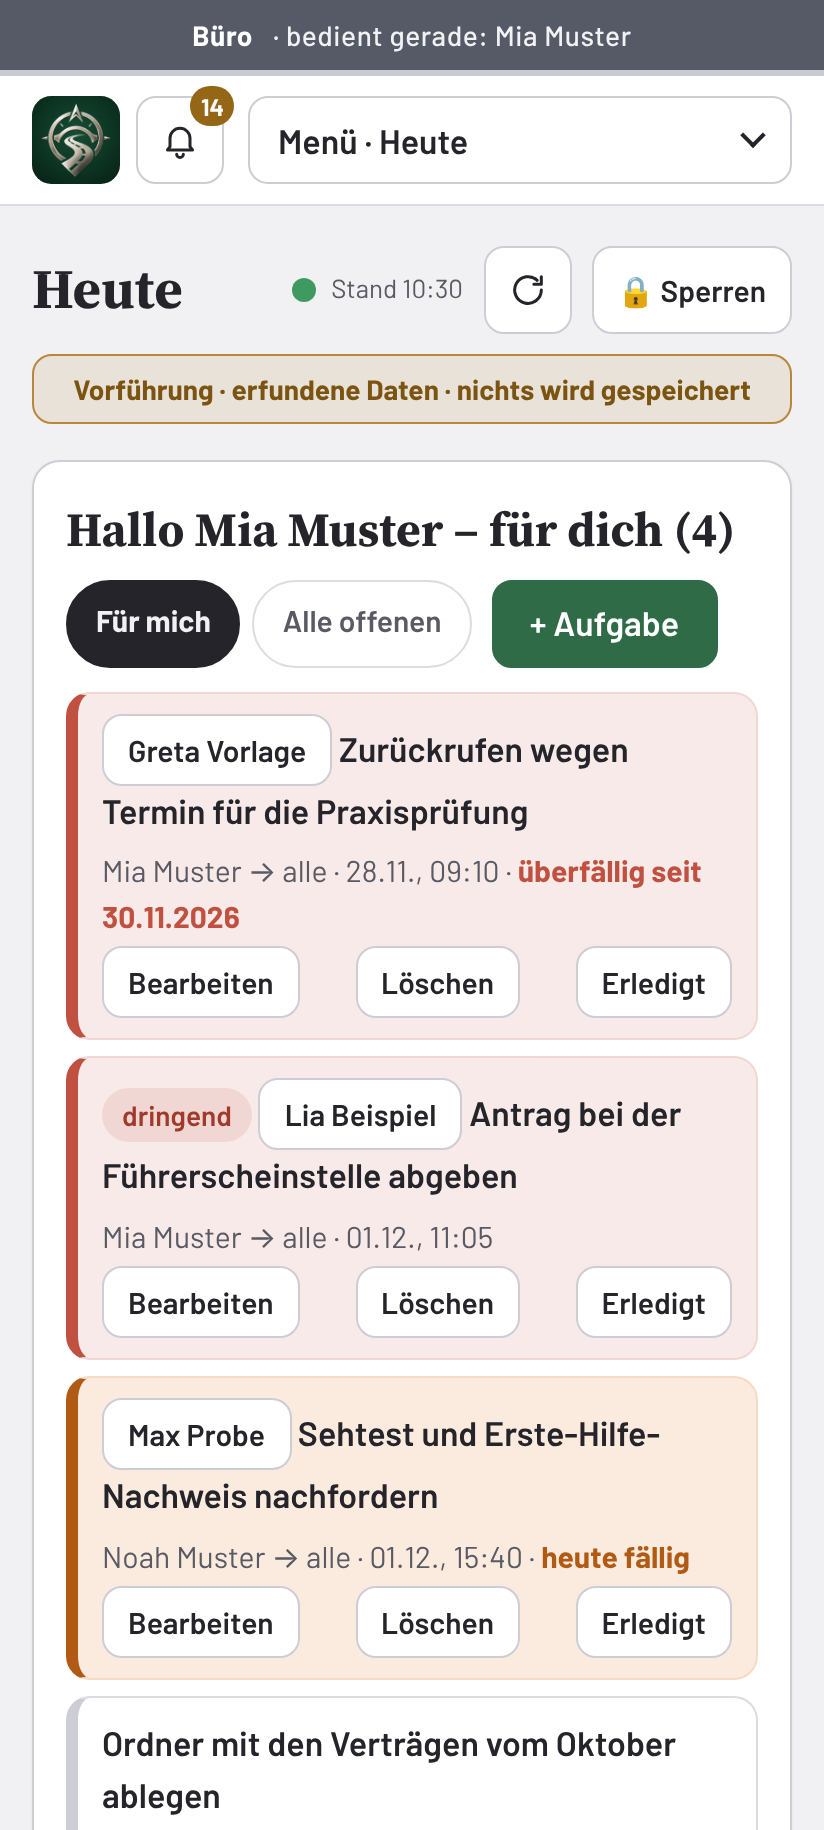 Büro · bedient gerade: Mia Muster
14
Menü · Heute
Heute
Stand 10:30
🔒 Sperren
Vorführung · erfundene Daten · nichts wird gespeichert
Hallo Mia Muster – für dich (4)
Für mich
Alle offenen
+ Aufgabe
Greta Vorlage Zurückrufen wegen
Termin für die Praxisprüfung
Mia Muster → alle · 28.11., 09:10 · überfällig seit
30.11.2026
Bearbeiten
Löschen
Erledigt
dringend Lia Beispiel Antrag bei der
Führerscheinstelle abgeben
Mia Muster → alle · 01.12., 11:05
Bearbeiten
Löschen
Erledigt
Max Probe Sehtest und Erste-Hilfe-
Nachweis nachfordern
Noah Muster → alle · 01.12., 15:40 · heute fällig
Bearbeiten
Löschen
Erledigt
Ordner mit den Verträgen vom Oktober
ablegen